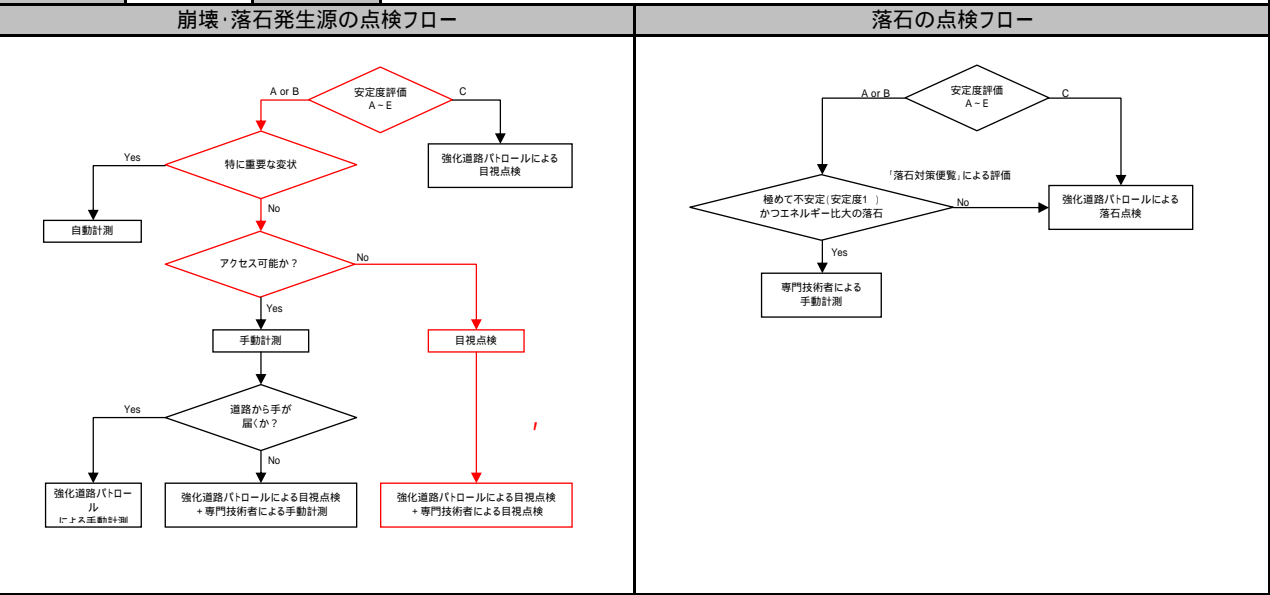 崩壊・落石発生源の点検フロー
安定度評価
A～E
A or B
C
強化道路パトロールによる
目視点検
特に重要な変状
Yes
自動計測
No
アクセス可能か？
No
Yes
手動計測
目視点検
道路から手が
届くか？
Yes
No
強化道路パトロー
ル
による手動計測
強化道路パトロールによる目視点検
+専門技術者による手動計測
強化道路パトロールによる目視点検
+専門技術者による目視点検
落石の点検フロー
安定度評価
A～E
A or B
C
「落石対策便覧」による評価
極めて不安定(安定度1 )
かつエネルギー比大の落石
No
強化道路パトロールによる
落石点検
Yes
専門技術者による
手動計測